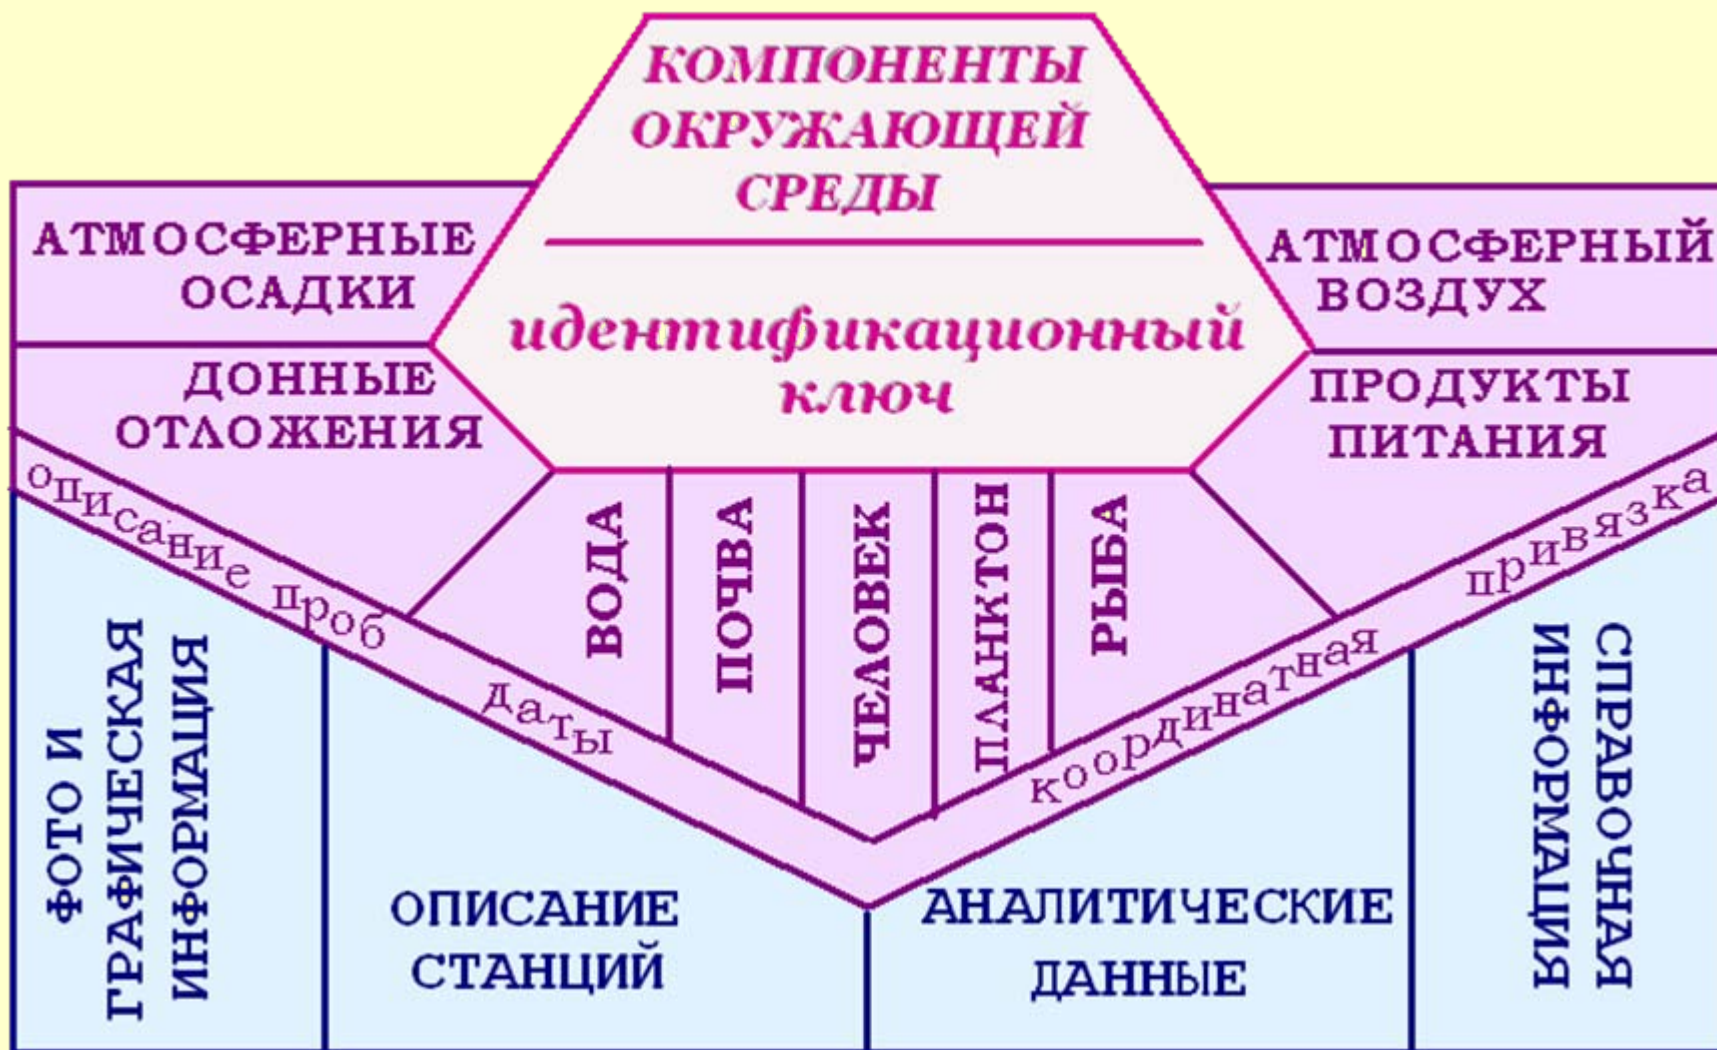 КОМПОНЕНТЫ
ОКРУЖАЮЩЕЙ
СРЕДЫ
идентификационный
ключ
АТМОСФЕРНЫЕ
ОСАДКИ
АТМОСФЕРНЫЙ
ВОЗДУХ
ДОННЫЕ
ОТЛОЖЕНИЯ
ПРОДУКТЫ
ПИТАНИЯ
ВОДА
ПОЧВА
ЧЕЛОВЕК
ПЛАНКТОН
РЫБА
описание проб
даты
координатная привязка
ФОТО И
ГРАФИЧЕСКАЯ
ИНФОРМАЦИЯ
ОПИСАНИЕ
СТАНЦИЙ
АНАЛИТИЧЕСКИЕ
ДАННЫЕ
СПРАВОЧНАЯ
ИНФОРМАЦИЯ